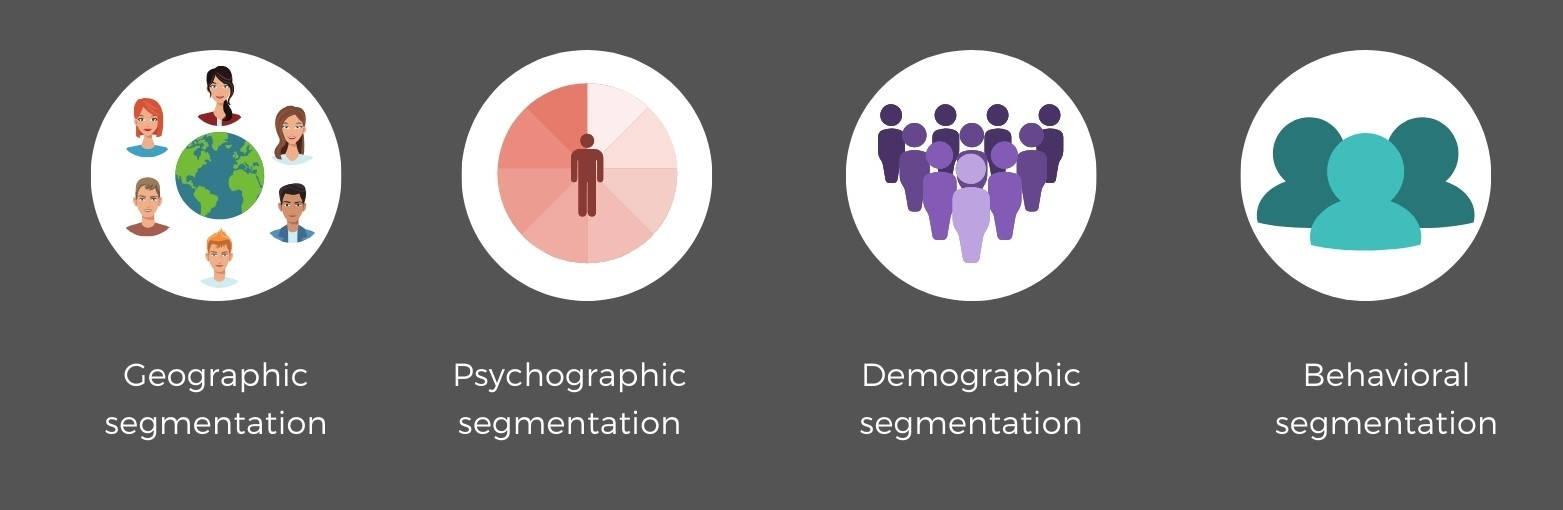 Geographic
segmentation
Psychographic
segmentation
Demographic
segmentation
Behavioral
segmentation